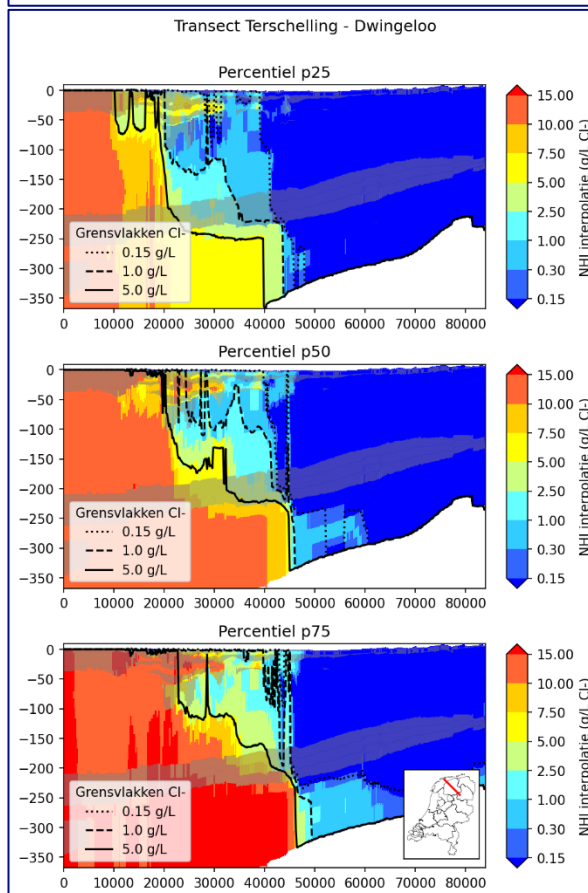 Transect Terschelling - Dwingeloo
Percentiel p25
0
−50
−100
−150
−200
−250
−300
−350
Grensvlakken Cl-
0.15 g/L
1.0 g/L
5.0 g/L
0 10000 20000 30000 40000 50000 60000 70000 80000
15.00
10.00
7.50
5.00
2.50
1.00
0.30
0.15
NHI interpolatie (g/L Cl-)
Percentiel p50
0
−50
−100
−150
−200
−250
−300
−350
Grensvlakken Cl-
0.15 g/L
1.0 g/L
5.0 g/L
0 10000 20000 30000 40000 50000 60000 70000 80000
15.00
10.00
7.50
5.00
2.50
1.00
0.30
0.15
NHI interpolatie (g/L Cl-)
Percentiel p75
0
−50
−100
−150
−200
−250
−300
−350
Grensvlakken Cl-
0.15 g/L
1.0 g/L
5.0 g/L
0 10000 20000 30000 40000 50000 60000 70000 80000
15.00
10.00
7.50
5.00
2.50
1.00
0.30
0.15
NHI interpolatie (g/L Cl-)